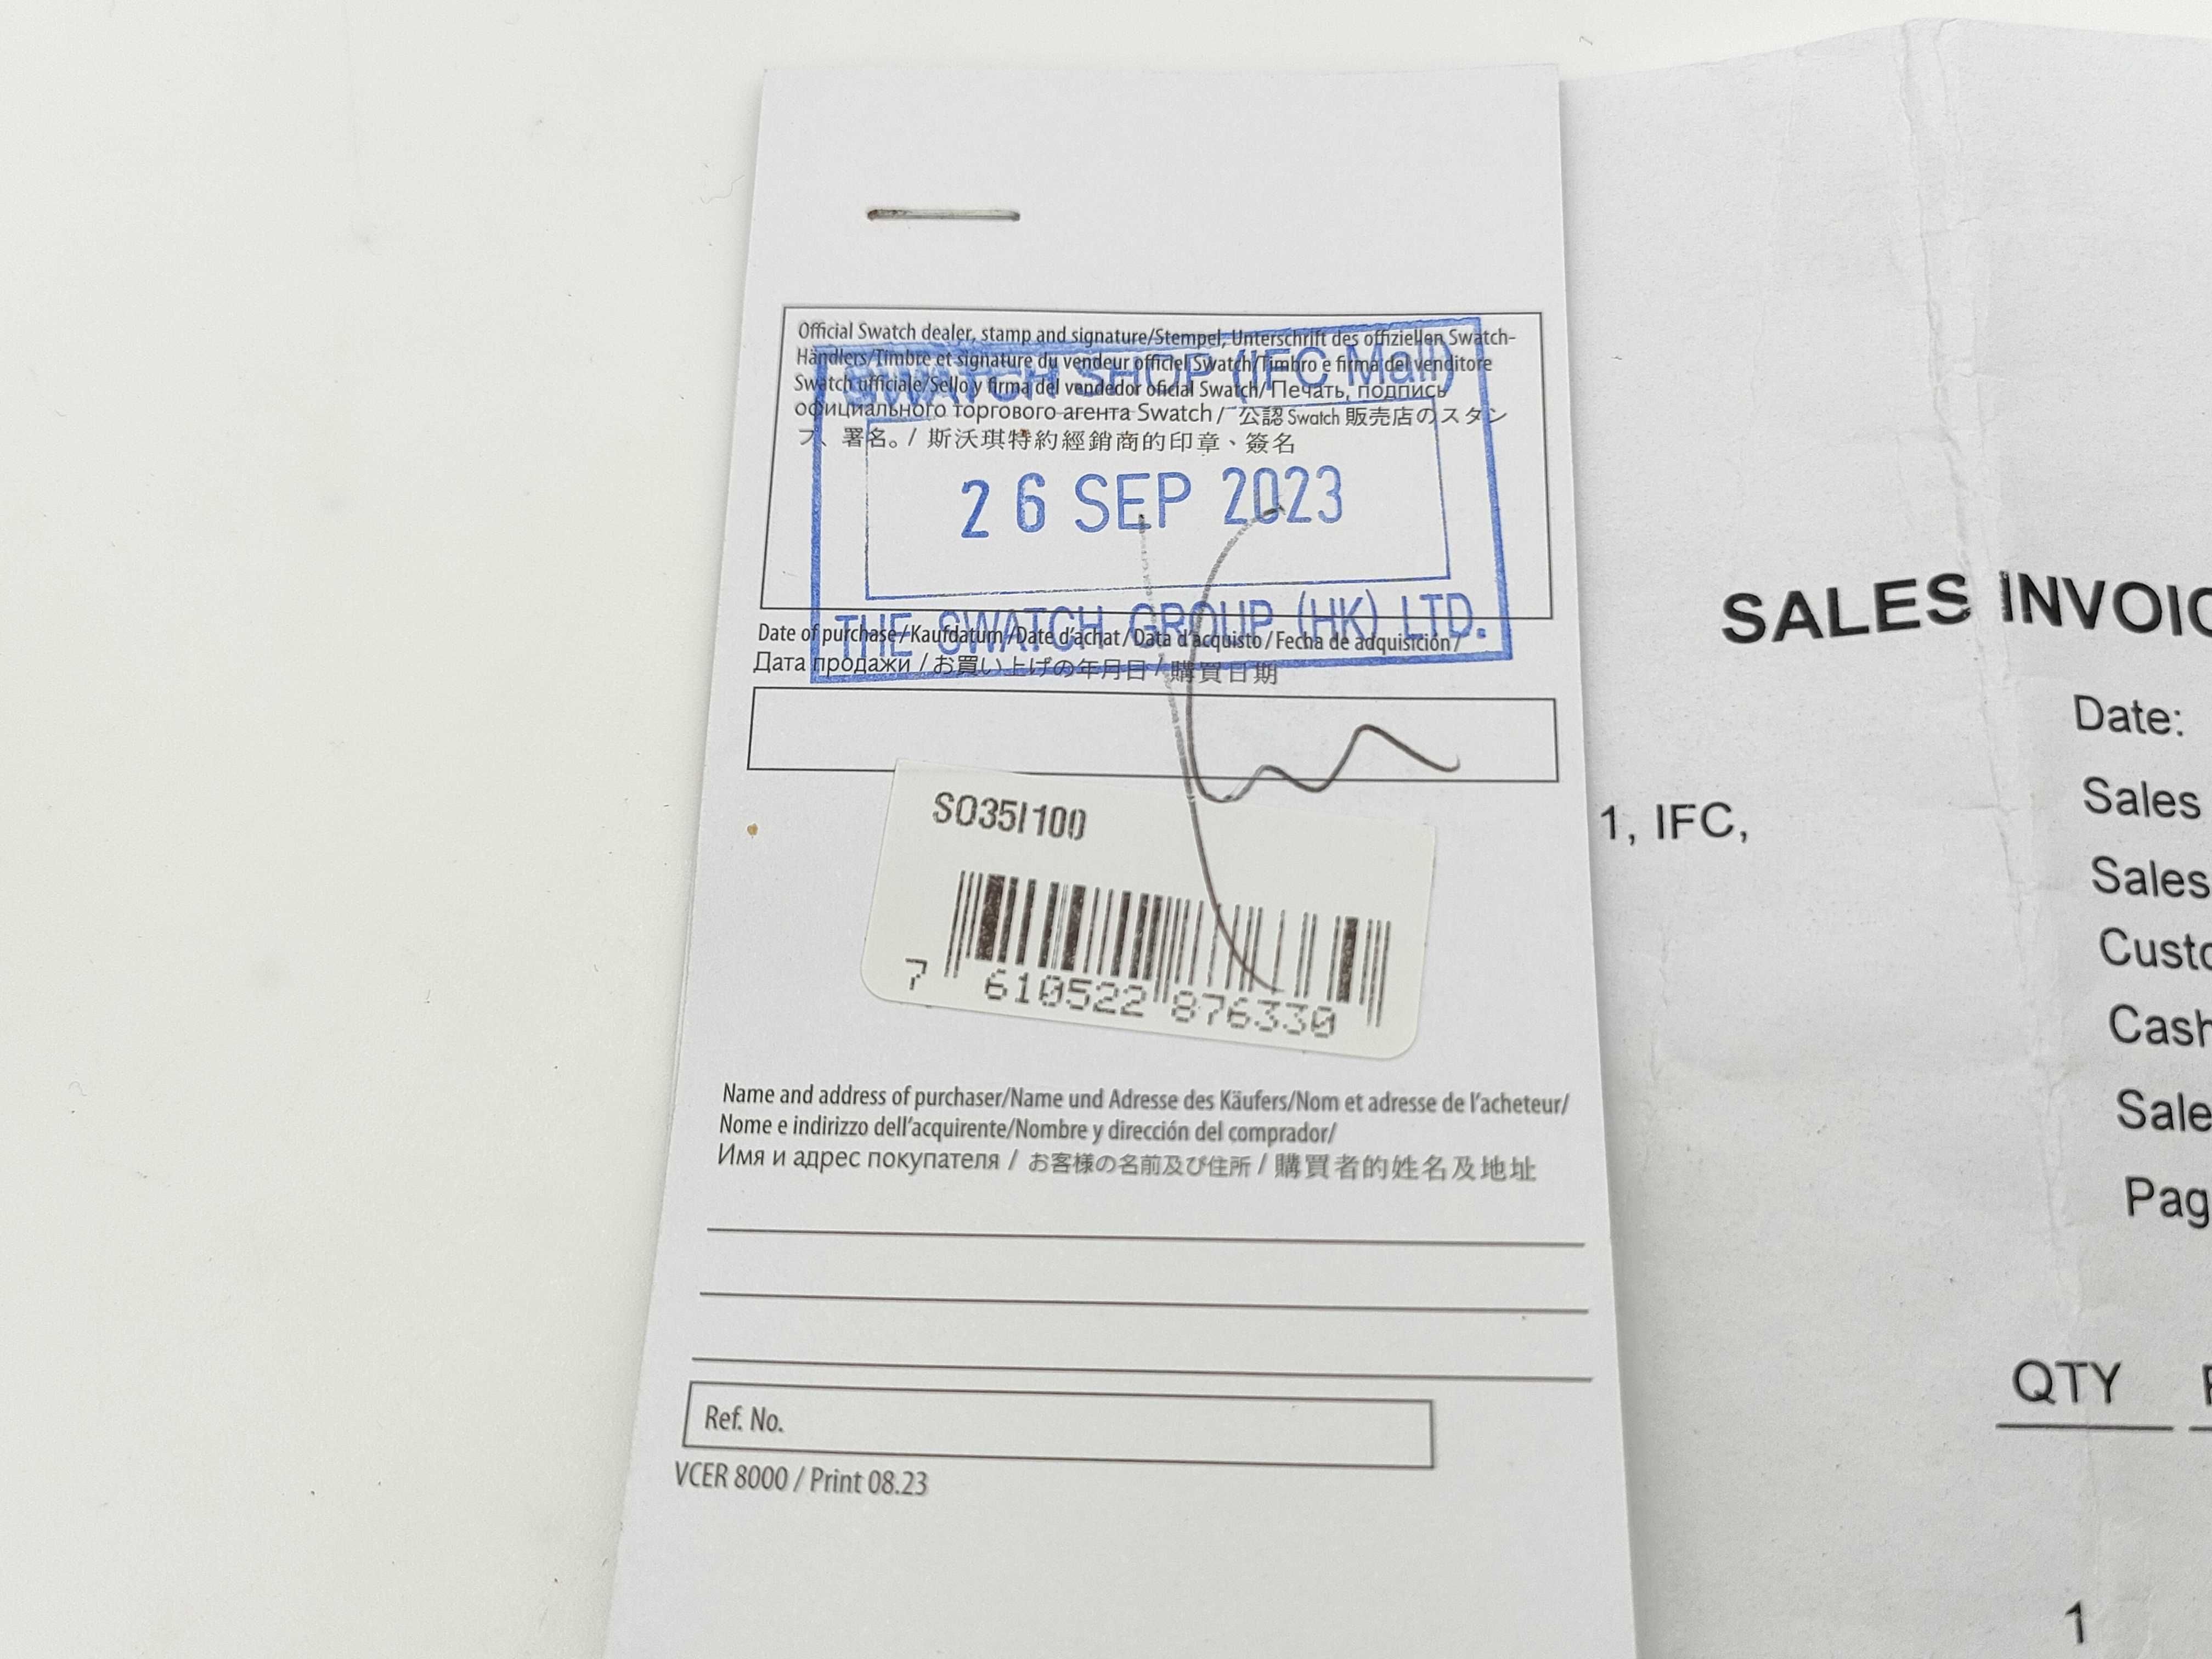 Official Swatch dealer, stamp and signature/Stempel, Unterschrift des offiziellen Swatch-
Händlers/Timbre et signature du vendeur officiel Swatch/Timbro e firma del venditore
Swatch ufficiale/Sello y firma del vendedor oficial Swatch/Печать, подпись
официального торгового агента Swatch / 公認 Swatch 販売店のスタン
プ、署名。/ 斯沃琪特約經銷商的印章、簽名
SWATCH SHOP (IFC Mall)
26 SEP 2023
THE SWATCH GROUP (HK) LTD.
Date of purchase/Kaufdatum/Date d'achat/Data d'acquisto/Fecha de adquisición/
Дата продажи / お買い上げの年月日 / 購買日期
SO35I100
7 610522 876330
Name and address of purchaser/Name und Adresse des Käufers/Nom et adresse de l'acheteur/
Nome e indirizzo dell'acquirente/Nombre y dirección del comprador/
Имя и адрес покупателя / お客様の名前及び住所 / 購買者的姓名及地址
Ref. No.
VCER 8000 / Print 08.23
SALES INVOIC
Date:
1, IFC,
Sales
Sales
Custo
Cash
Sale
Pag
QTY
1